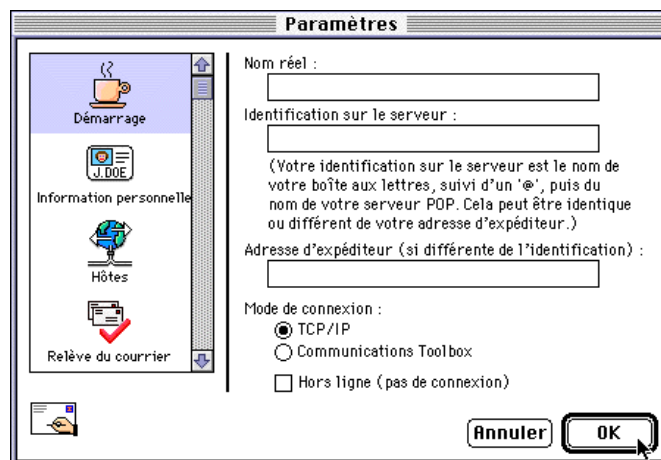 Paramètres
Démarrage
J.DOE
Information personnelle
Hôtes
Relève du courrier
Nom réel :
Identification sur le serveur :
(Votre identification sur le serveur est le nom de
votre boîte aux lettres, suivi d'un '@', puis du
nom de votre serveur POP. Cela peut être identique
ou différent de votre adresse d'expéditeur.)
Adresse d'expéditeur (si différente de l'identification) :
Mode de connexion :
TCP/IP
Communications Toolbox
Hors ligne (pas de connexion)
Annuler
OK